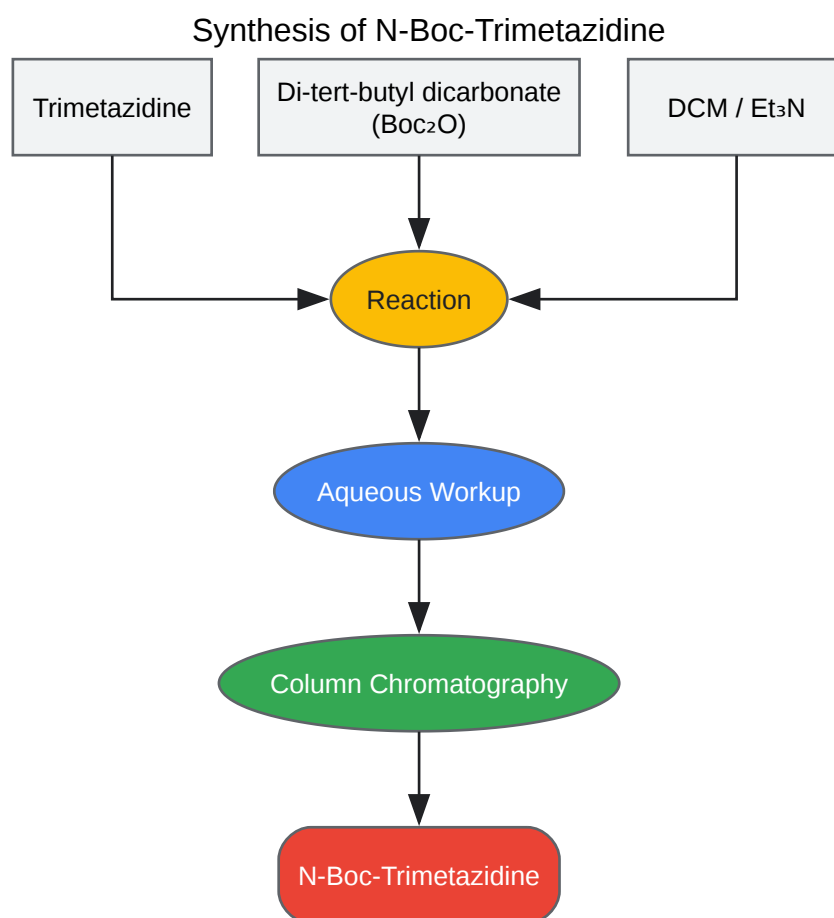 Synthesis of N-Boc-Trimetazidine
Trimetazidine
Di-tert-butyl dicarbonate
(Boc₂O)
DCM / Et₃N
Reaction
Aqueous Workup
Column Chromatography
N-Boc-Trimetazidine